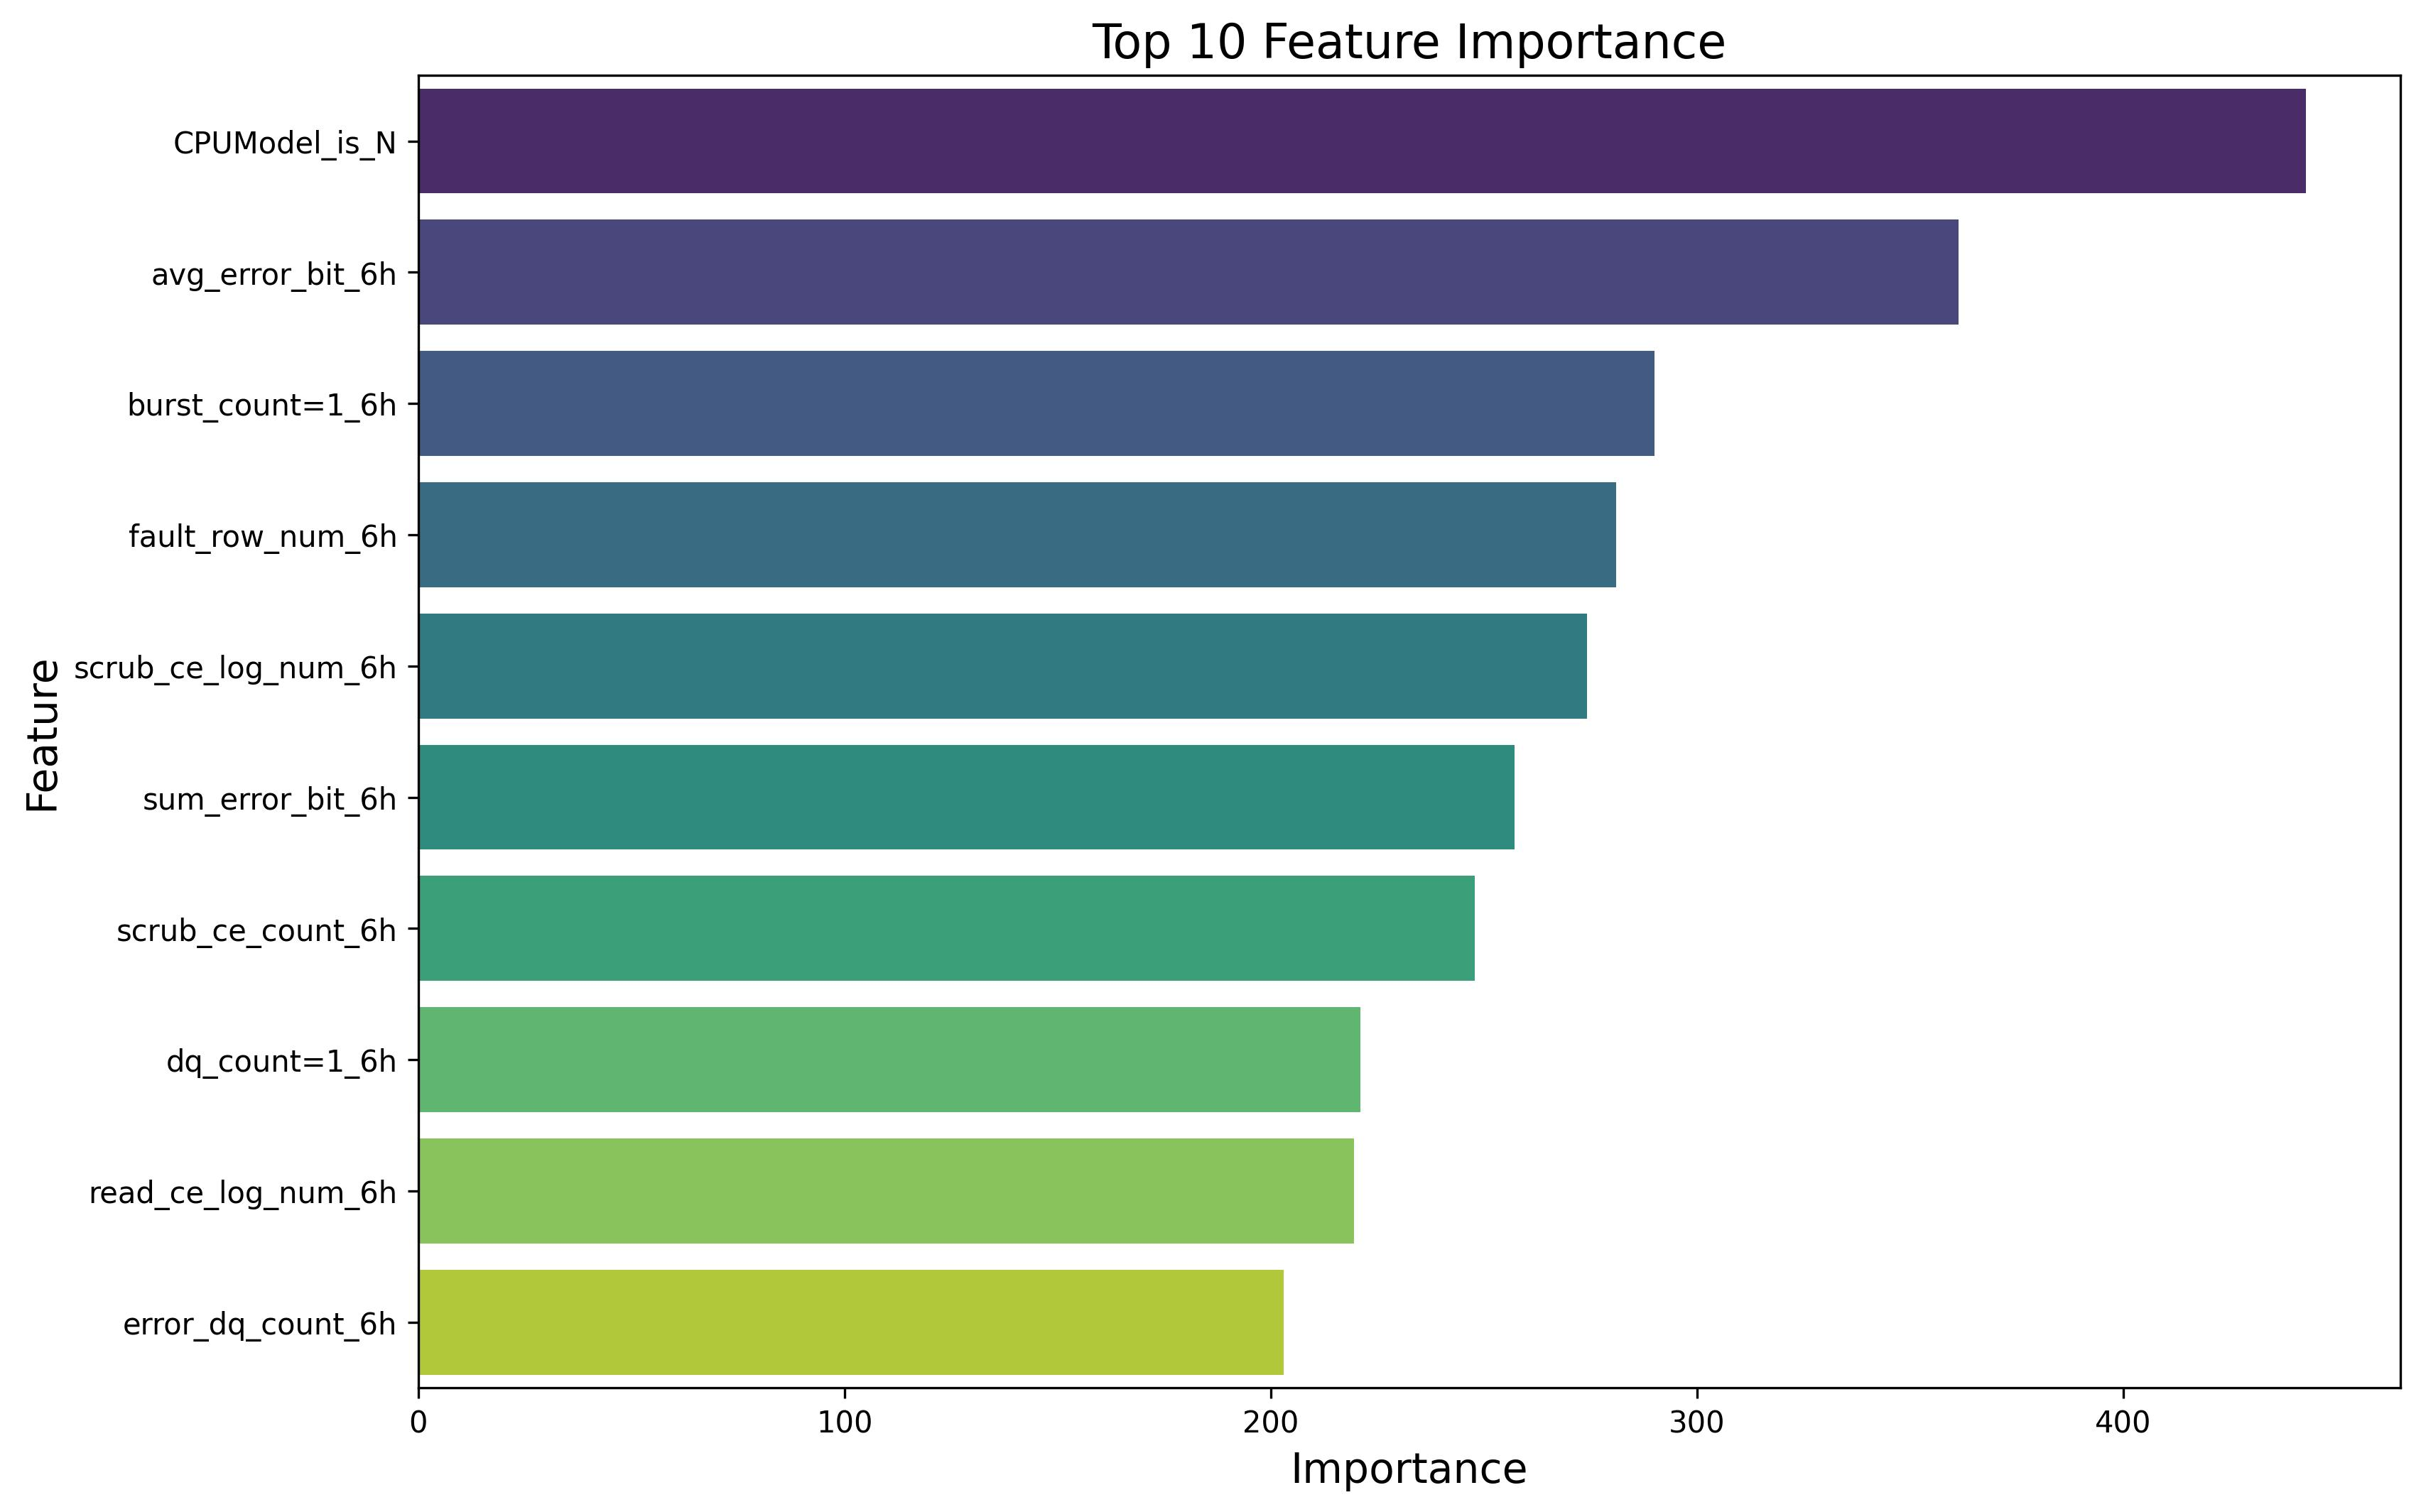 Top 10 Feature Importance
CPUModel_is_N
avg_error_bit_6h
burst_count=1_6h
fault_row_num_6h
scrub_ce_log_num_6h
sum_error_bit_6h
scrub_ce_count_6h
dq_count=1_6h
read_ce_log_num_6h
error_dq_count_6h
Feature
0 100 200 300 400
Importance